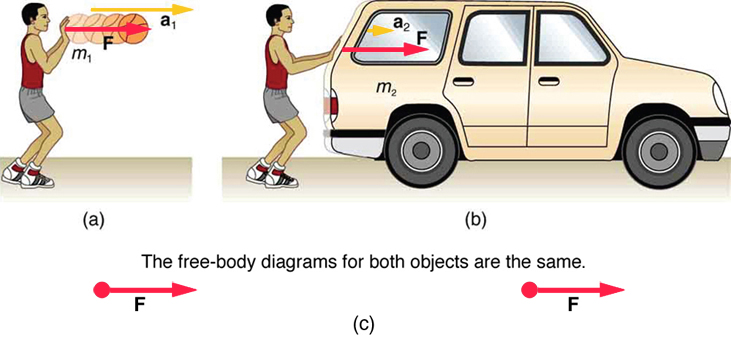 a1
F
m1
a2
F
m2
(a)
(b)
The free-body diagrams for both objects are the same.
F
F
(c)